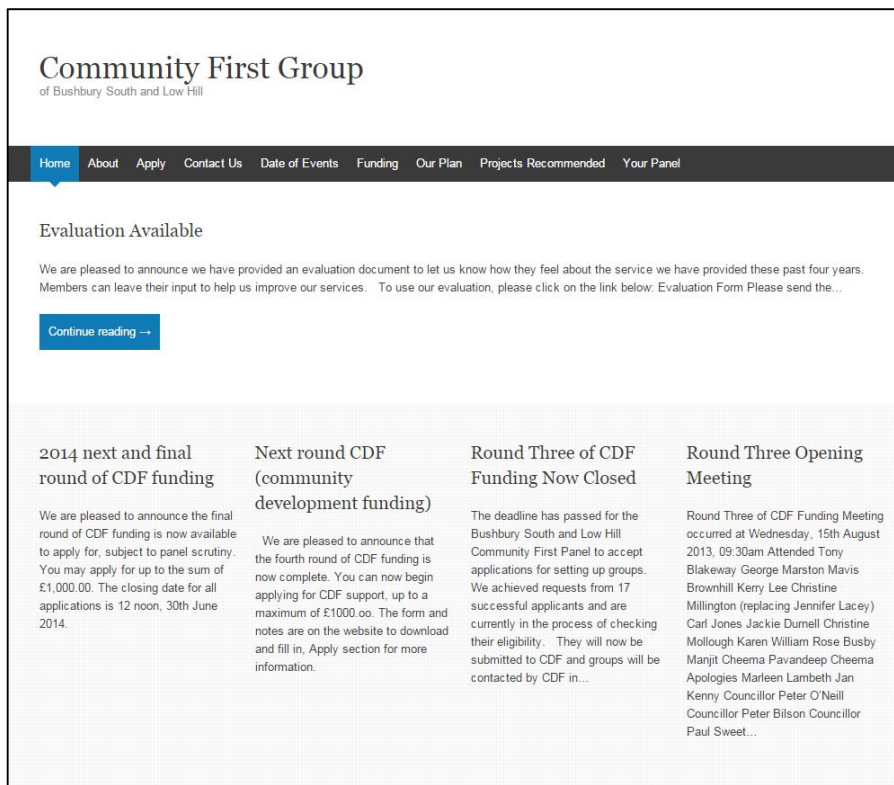 Community First Group
of Bushbury South and Low Hill
Home About Apply Contact Us Date of Events Funding Our Plan Projects Recommended Your Panel
Evaluation Available
We are pleased to announce we have provided an evaluation document to let us know how they feel about the service we have provided these past four years.
Members can leave their input to help us improve our services. To use our evaluation, please click on the link below: Evaluation Form Please send the...
Continue reading →
2014 next and final
round of CDF funding
We are pleased to announce the final
round of CDF funding is now available
to apply for, subject to panel scrutiny.
You may apply for up to the sum of
£1,000.00. The closing date for all
applications is 12 noon, 30th June
2014.
Next round CDF
(community
development funding)
We are pleased to announce that
the fourth round of CDF funding is
now complete. You can now begin
applying for CDF support, up to a
maximum of £1000.oo. The form and
notes are on the website to download
and fill in, Apply section for more
information.
Round Three of CDF
Funding Now Closed
The deadline has passed for the
Bushbury South and Low Hill
Community First Panel to accept
applications for setting up groups.
We achieved requests from 17
successful applicants and are
currently in the process of checking
their eligibility. They will now be
submitted to CDF and groups will be
contacted by CDF in...
Round Three Opening
Meeting
Round Three of CDF Funding Meeting
occurred at Wednesday, 15th August
2013, 09:30am Attended Tony
Blakeway George Marston Mavis
Brownhill Kerry Lee Christine
Millington (replacing Jennifer Lacey)
Carl Jones Jackie Durnell Christine
Mollough Karen William Rose Busby
Manjit Cheema Pavandeep Cheema
Apologies Marleen Lambeth Jan
Kenny Councillor Peter O'Neill
Councillor Peter Bilson Councillor
Paul Sweet...